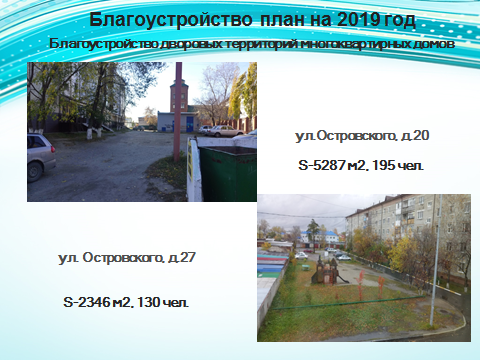 Благоустройство план на 2019 год
Благоустройство дворовых территорий многоквартирных домов
ул.Островского, д.20
S-5287 м2, 195 чел.
ул. Островского, д.27
S-2346 м2, 130 чел.